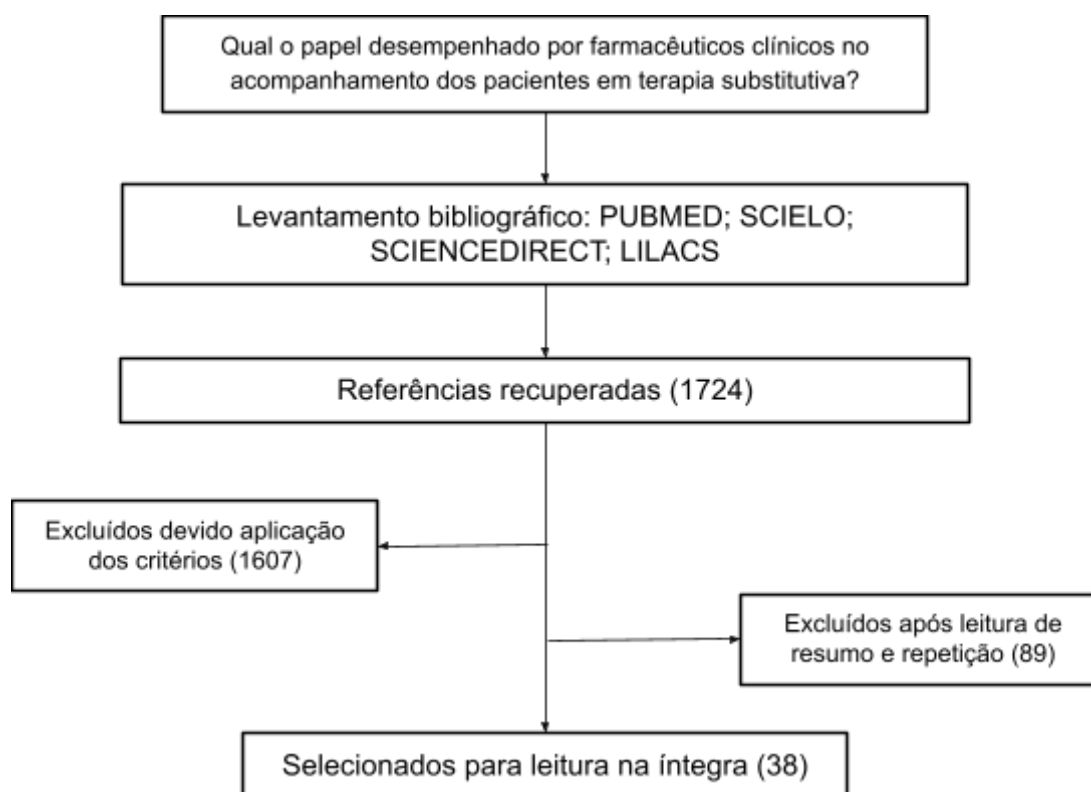 Qual o papel desempenhado por farmacêuticos clínicos no
acompanhamento dos pacientes em terapia substitutiva?
Levantamento bibliográfico: PUBMED; SCIELO;
SCIENCEDIRECT; LILACS
Referências recuperadas (1724)
Excluídos devido aplicação
dos critérios (1607)
Excluídos após leitura de
resumo e repetição (89)
Selecionados para leitura na íntegra (38)